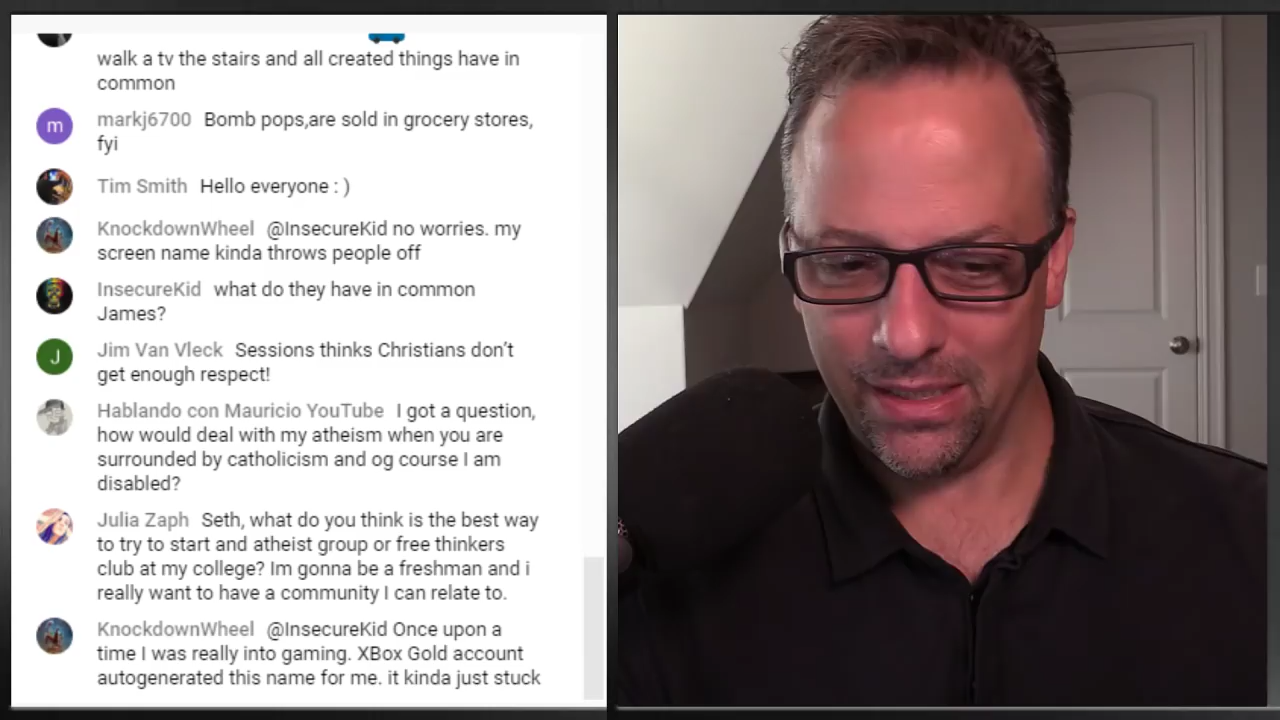 walk a tv the stairs and all created things have in
common
m
markj6700 Bomb pops,are sold in grocery stores,
fyi
Tim Smith Hello everyone : )
KnockdownWheel @InsecureKid no worries. my
screen name kinda throws people off
InsecureKid what do they have in common
James?
J
Jim Van Vleck Sessions thinks Christians don’t
get enough respect!
Hablando con Mauricio YouTube I got a question,
how would deal with my atheism when you are
surrounded by catholicism and og course I am
disabled?
Julia Zaph Seth, what do you think is the best way
to try to start and atheist group or free thinkers
club at my college? Im gonna be a freshman and i
really want to have a community I can relate to.
KnockdownWheel @InsecureKid Once upon a
time I was really into gaming. XBox Gold account
autogenerated this name for me. it kinda just stuck